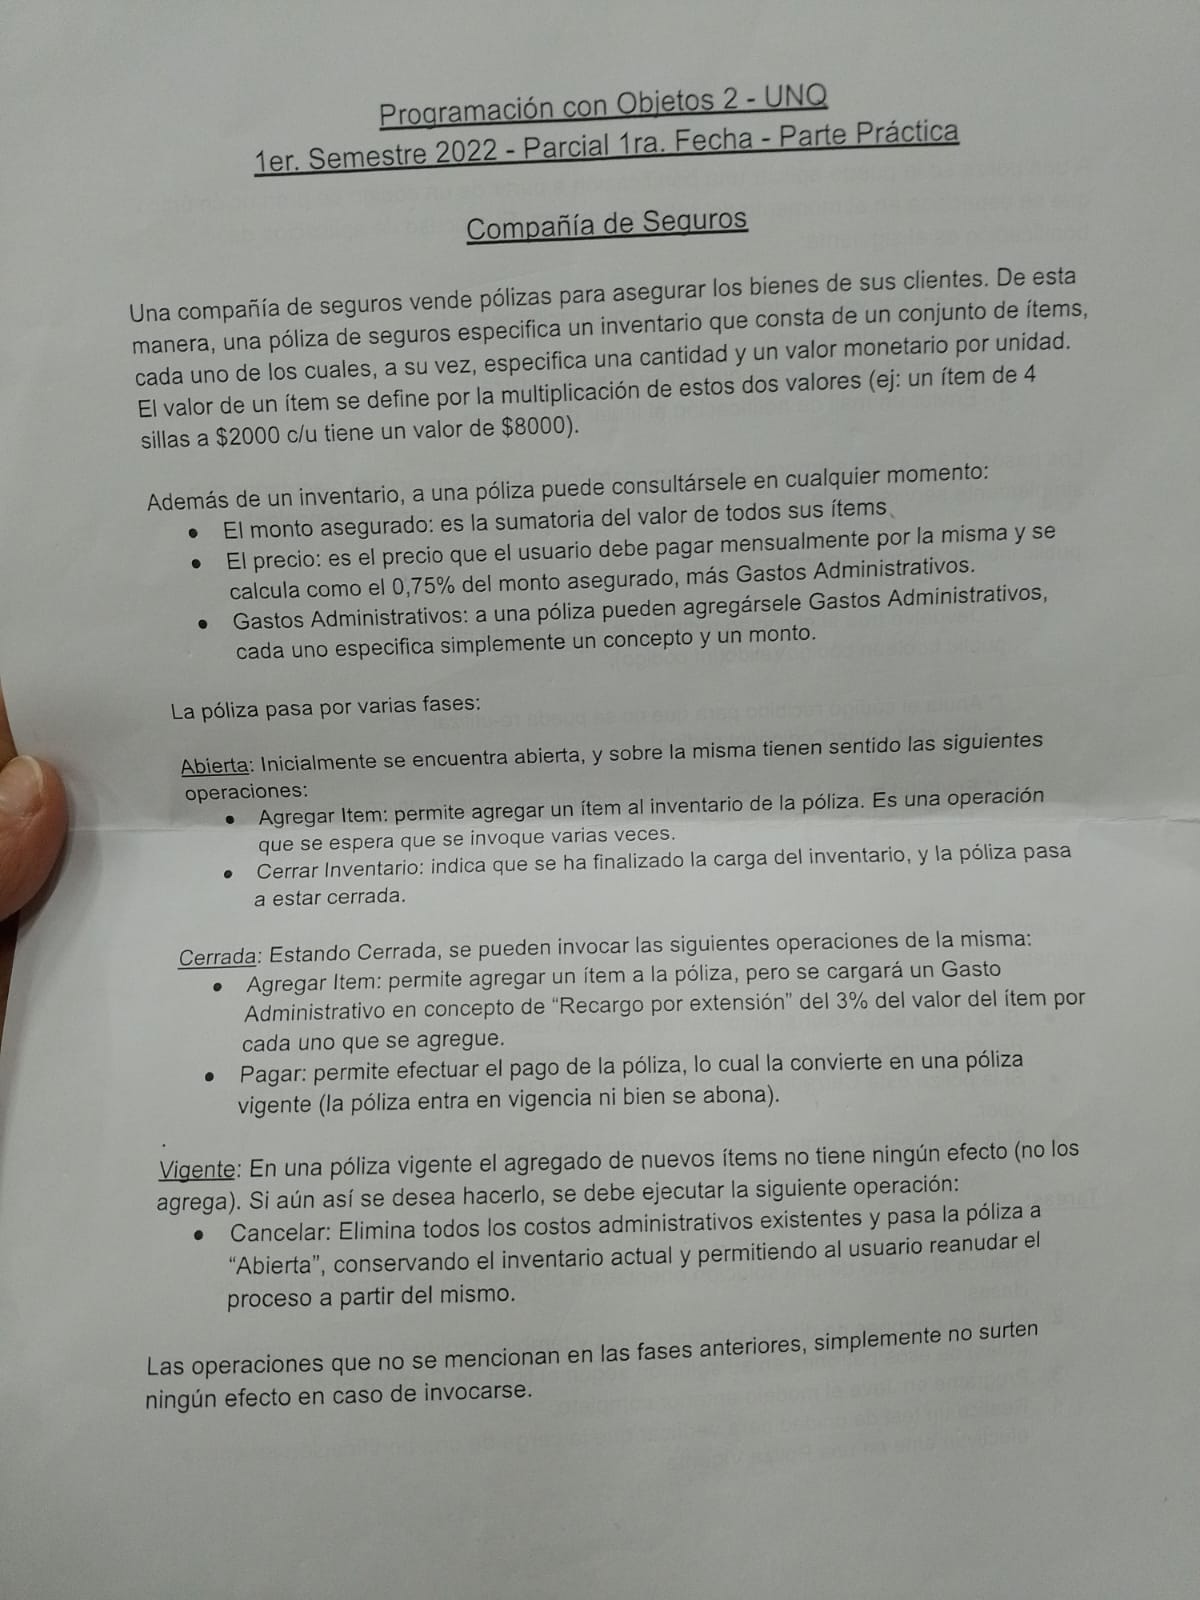 Programación con Objetos 2 - UNQ
1er. Semestre 2022 - Parcial 1ra. Fecha - Parte Práctica
Compañía de Seguros
Una compañía de seguros vende pólizas para asegurar los bienes de sus clientes. De esta
manera, una póliza de seguros especifica un inventario que consta de un conjunto de ítems,
cada uno de los cuales, a su vez, especifica una cantidad y un valor monetario por unidad.
El valor de un ítem se define por la multiplicación de estos dos valores (ej: un ítem de 4
sillas a $2000 c/u tiene un valor de $8000).
Además de un inventario, a una póliza puede consultársele en cualquier momento:
• El monto asegurado: es la sumatoria del valor de todos sus ítems.
• El precio: es el precio que el usuario debe pagar mensualmente por la misma y se
calcula como el 0,75% del monto asegurado, más Gastos Administrativos.
• Gastos Administrativos: a una póliza pueden agregársele Gastos Administrativos,
cada uno especifica simplemente un concepto y un monto.
La póliza pasa por varias fases:
Abierta: Inicialmente se encuentra abierta, y sobre la misma tienen sentido las siguientes
operaciones:
• Agregar Item: permite agregar un ítem al inventario de la póliza. Es una operación
que se espera que se invoque varias veces.
• Cerrar Inventario: indica que se ha finalizado la carga del inventario, y la póliza pasa
a estar cerrada.
Cerrada: Estando Cerrada, se pueden invocar las siguientes operaciones de la misma:
• Agregar Item: permite agregar un ítem a la póliza, pero se cargará un Gasto
Administrativo en concepto de “Recargo por extensión” del 3% del valor del ítem por
cada uno que se agregue.
• Pagar: permite efectuar el pago de la póliza, lo cual la convierte en una póliza
vigente (la póliza entra en vigencia ni bien se abona).
Vigente: En una póliza vigente el agregado de nuevos ítems no tiene ningún efecto (no los
agrega). Si aún así se desea hacerlo, se debe ejecutar la siguiente operación:
• Cancelar: Elimina todos los costos administrativos existentes y pasa la póliza a
“Abierta”, conservando el inventario actual y permitiendo al usuario reanudar el
proceso a partir del mismo.
Las operaciones que no se mencionan en las fases anteriores, simplemente no surten
ningún efecto en caso de invocarse.